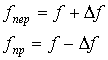 f_пер = f + Δf
f_пр = f − Δf